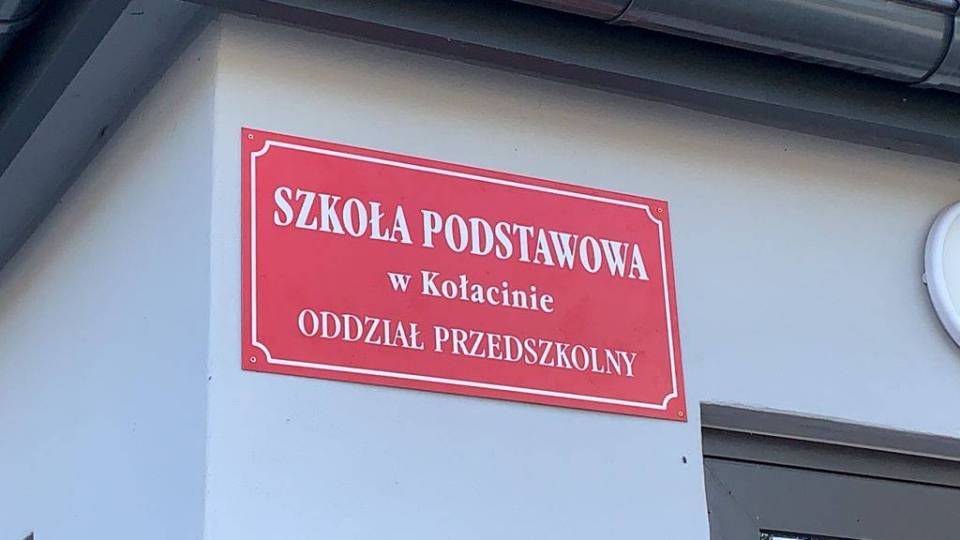 SZKOŁA PODSTAWOWA
w Kołacinie
ODDZIAŁ PRZEDSZKOLNY